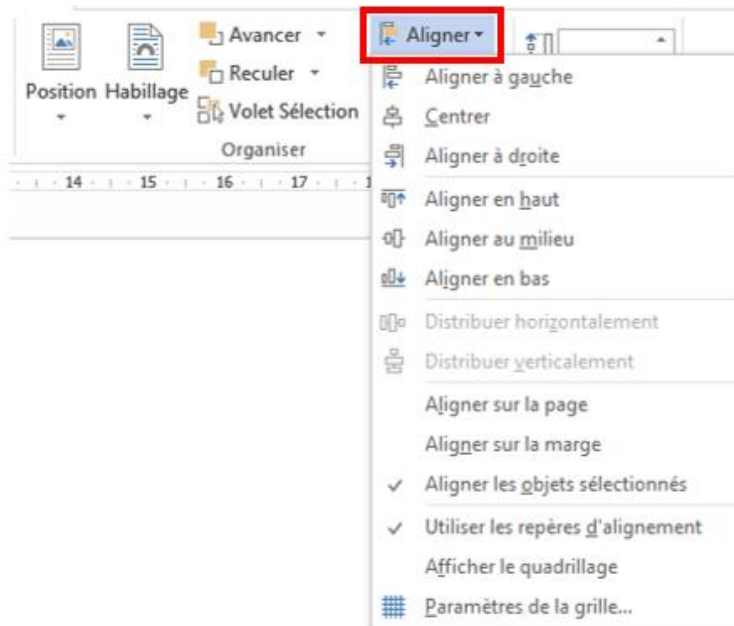 Position
Habillage
Avancer
Reculer
Volet Sélection
Organiser
Aligner
14 15 16 17 1
Aligner à gauche
Centrer
Aligner à droite
Aligner en haut
Aligner au milieu
Aligner en bas
Distribuer horizontalement
Distribuer verticalement
Aligner sur la page
Aligner sur la marge
Aligner les objets sélectionnés
Utiliser les repères d'alignement
Afficher le quadrillage
Paramètres de la grille...